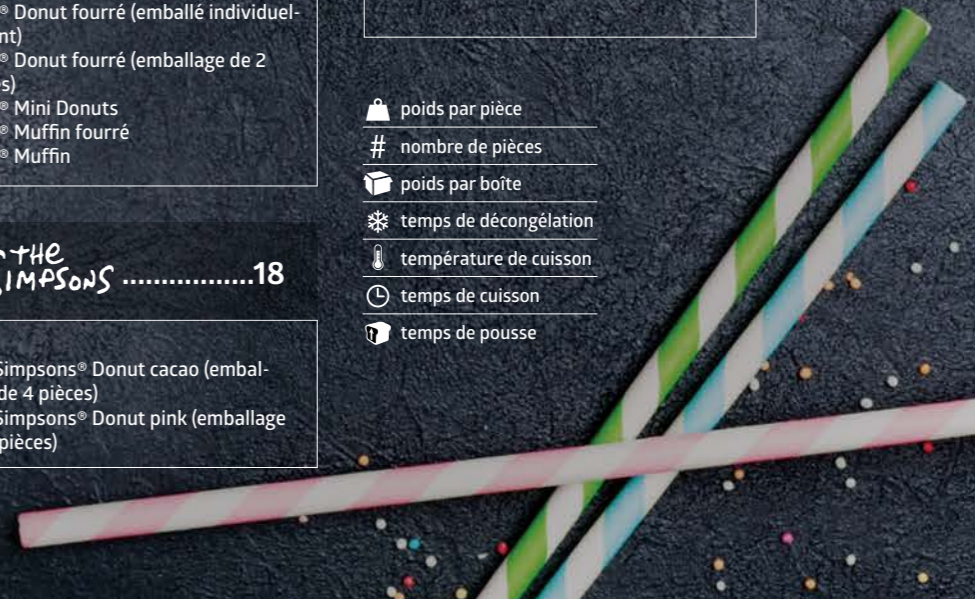 ® Donut fourré (emballé individuel-
nt)
® Donut fourré (emballage de 2
s)
® Mini Donuts
® Muffin fourré
® Muffin
THE
SIMPSONS .................18
Simpsons® Donut cacao (embal-
de 4 pièces)
Simpsons® Donut pink (emballage
pièces)
poids par pièce
# nombre de pièces
poids par boîte
temps de décongélation
température de cuisson
temps de cuisson
temps de pousse